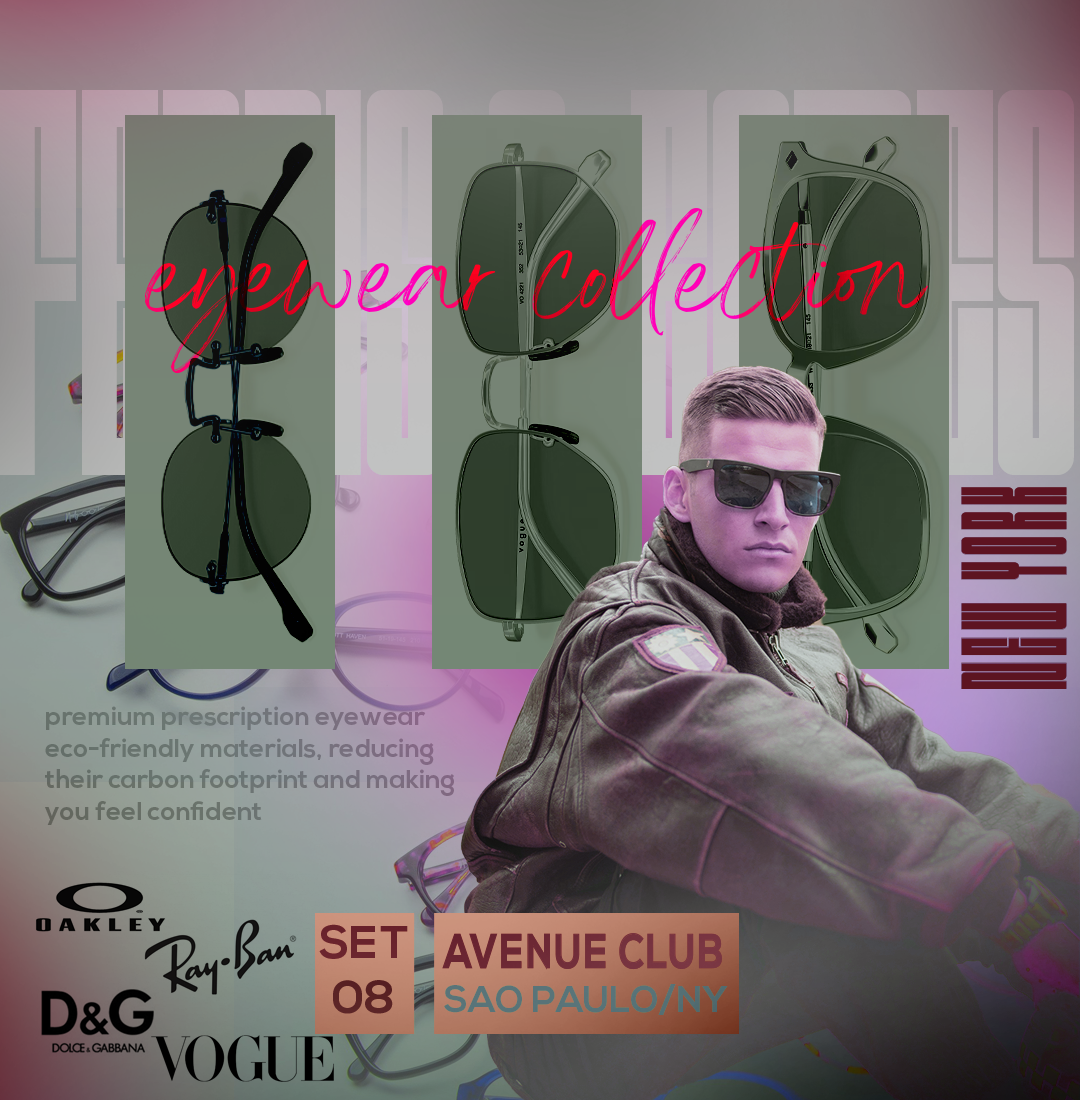 eyewear collection
NEW YORK
premium prescription eyewear
eco-friendly materials, reducing
their carbon footprint and making
you feel confident
OAKLEY
Ray-Ban
D&G
DOLCE & GABBANA
VOGUE
SET
08
AVENUE CLUB
SAO PAULO/NY
vogue